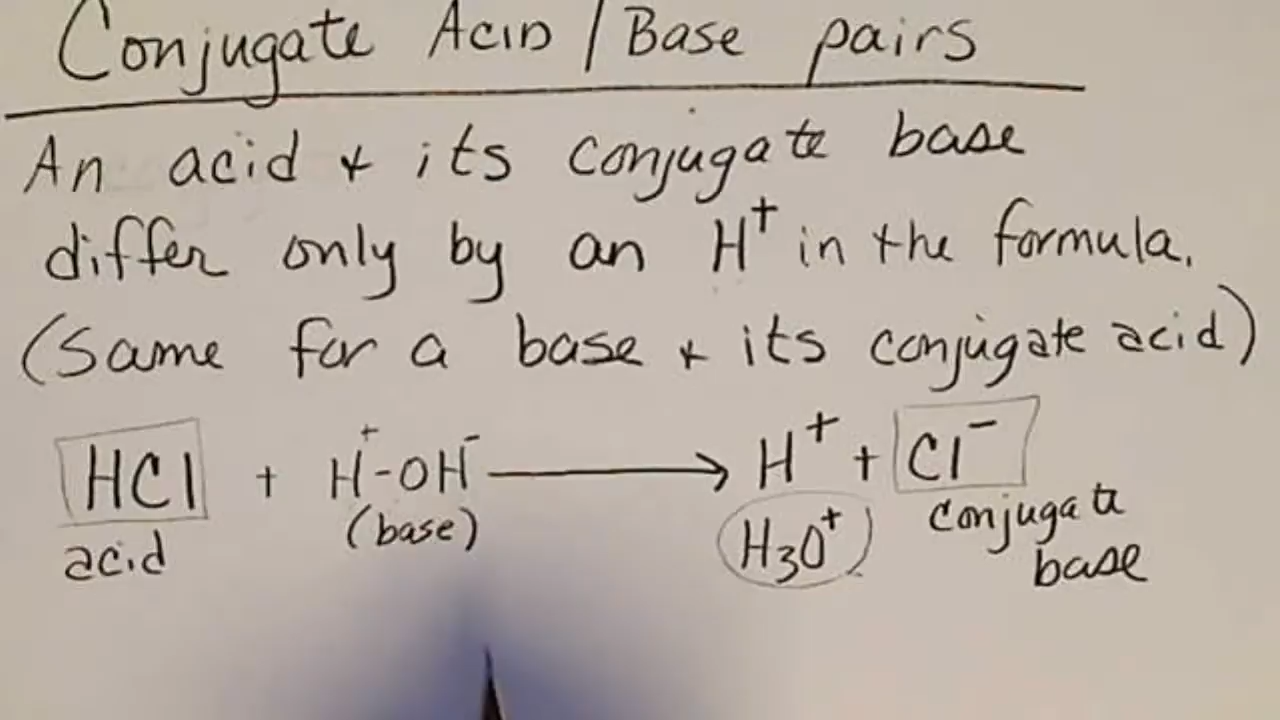 Conjugate Acid / Base pairs
An acid & its conjugate base
differ only by an H⁺ in the formula.
(Same for a base & its conjugate acid)
HCl + H⁺-OH⁻ ⟶ H⁺ + Cl⁻
acid (base) H₃O⁺ conjugate
base